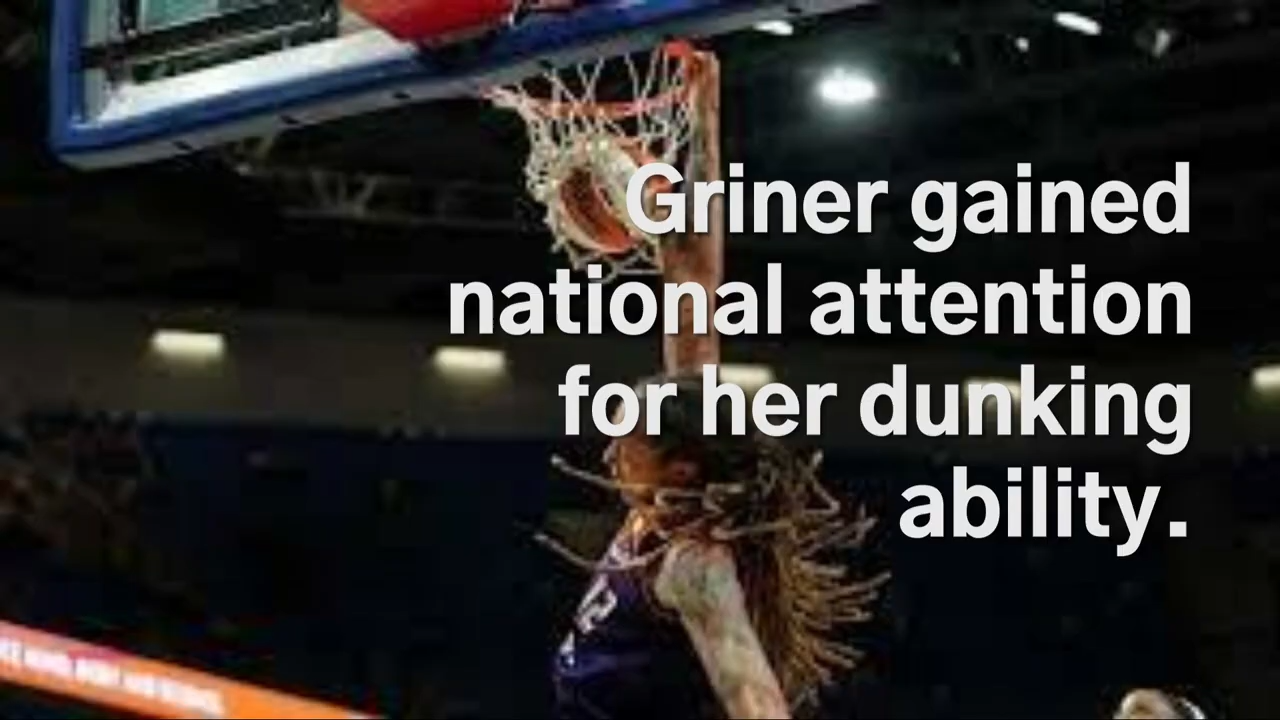 Griner gained
national attention
for her dunking
ability.